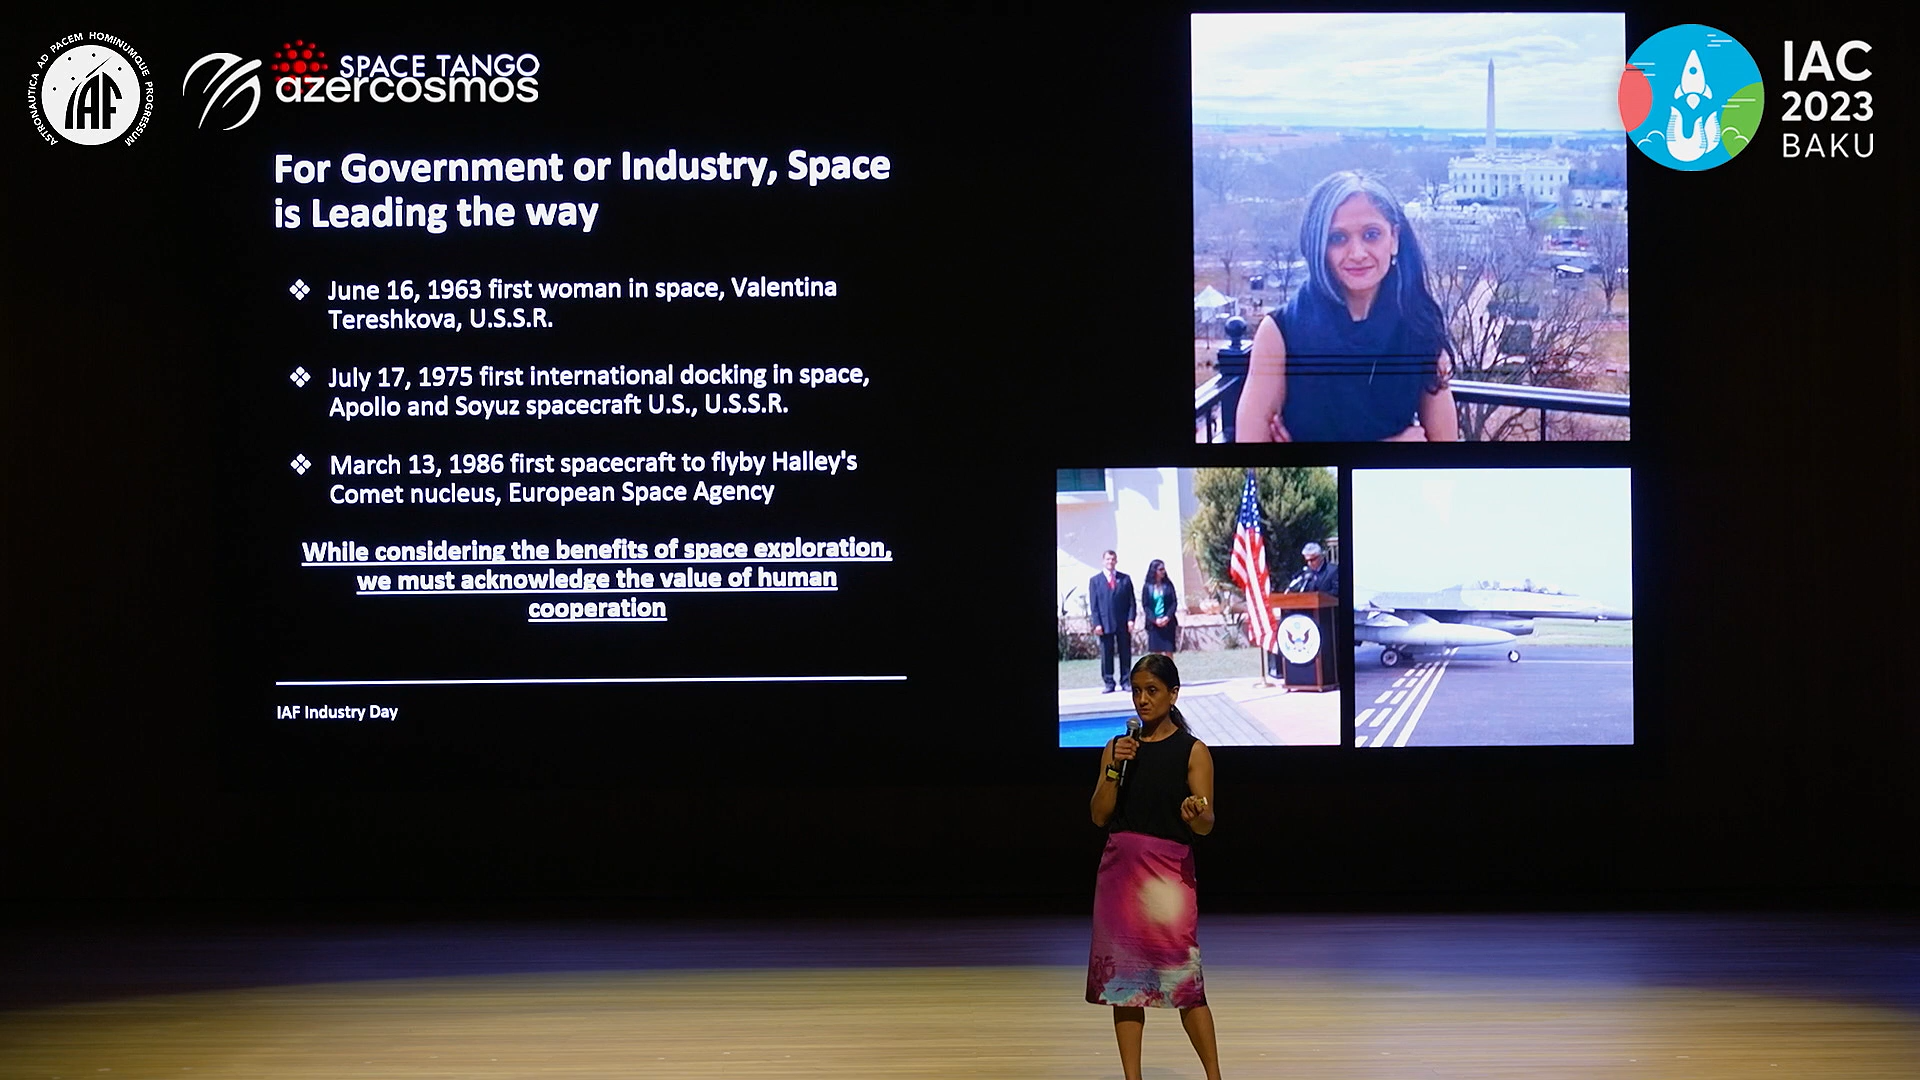 ASTRONAUTICA AD PACEM HOMINUMQUE PROGRESSUM
IAF
SPACE TANGO
azercosmos
IAC
2023
BAKU
For Government or Industry, Space
is Leading the way
❖ June 16, 1963 first woman in space, Valentina
Tereshkova, U.S.S.R.
❖ July 17, 1975 first international docking in space,
Apollo and Soyuz spacecraft U.S., U.S.S.R.
❖ March 13, 1986 first spacecraft to flyby Halley's
Comet nucleus, European Space Agency
While considering the benefits of space exploration,
we must acknowledge the value of human
cooperation
IAF Industry Day